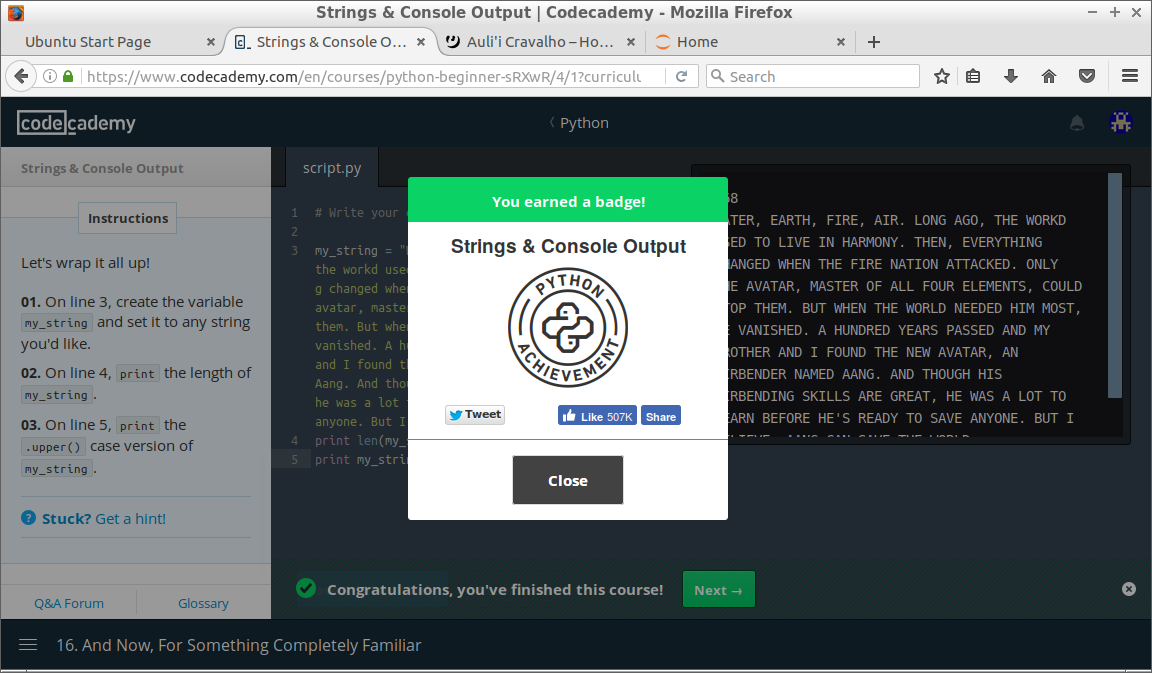 Strings & Console Output | Codecademy - Mozilla Firefox
Ubuntu Start Page
Strings & Console O...
Auli'i Cravalho – Ho...
Home
https://www.codecademy.com/en/courses/python-beginner-sRXwR/4/1?curricul
Search
codecademy
Python
Strings & Console Output
script.py
Instructions
Let's wrap it all up!
01. On line 3, create the variable
my_string and set it to any string
you'd like.
02. On line 4, print the length of
my_string.
03. On line 5, print the
.upper() case version of
my_string.
? Stuck? Get a hint!
Q&A Forum
Glossary
1 # Write your
2
3 my_string = "
the workd use
g changed when
avatar, maste
them. But when
vanished. A h
and I found th
Aang. And thou
he was a lot
anyone. But I
4 print len(my_
5 print my_strin
You earned a badge!
Strings & Console Output
PYTHON
ACHIEVEMENT
Tweet
Like 507K
Share
Close
ATER, EARTH, FIRE, AIR. LONG AGO, THE WORKD
SED TO LIVE IN HARMONY. THEN, EVERYTHING
HANGED WHEN THE FIRE NATION ATTACKED. ONLY
HE AVATAR, MASTER OF ALL FOUR ELEMENTS, COULD
TOP THEM. BUT WHEN THE WORLD NEEDED HIM MOST,
E VANISHED. A HUNDRED YEARS PASSED AND MY
ROTHER AND I FOUND THE NEW AVATAR, AN
IRBENDER NAMED AANG. AND THOUGH HIS
IRBENDING SKILLS ARE GREAT, HE WAS A LOT TO
EARN BEFORE HE'S READY TO SAVE ANYONE. BUT I
ELIEVE, AANG CAN SAVE THE WORLD
Congratulations, you've finished this course!
Next →
16. And Now, For Something Completely Familiar